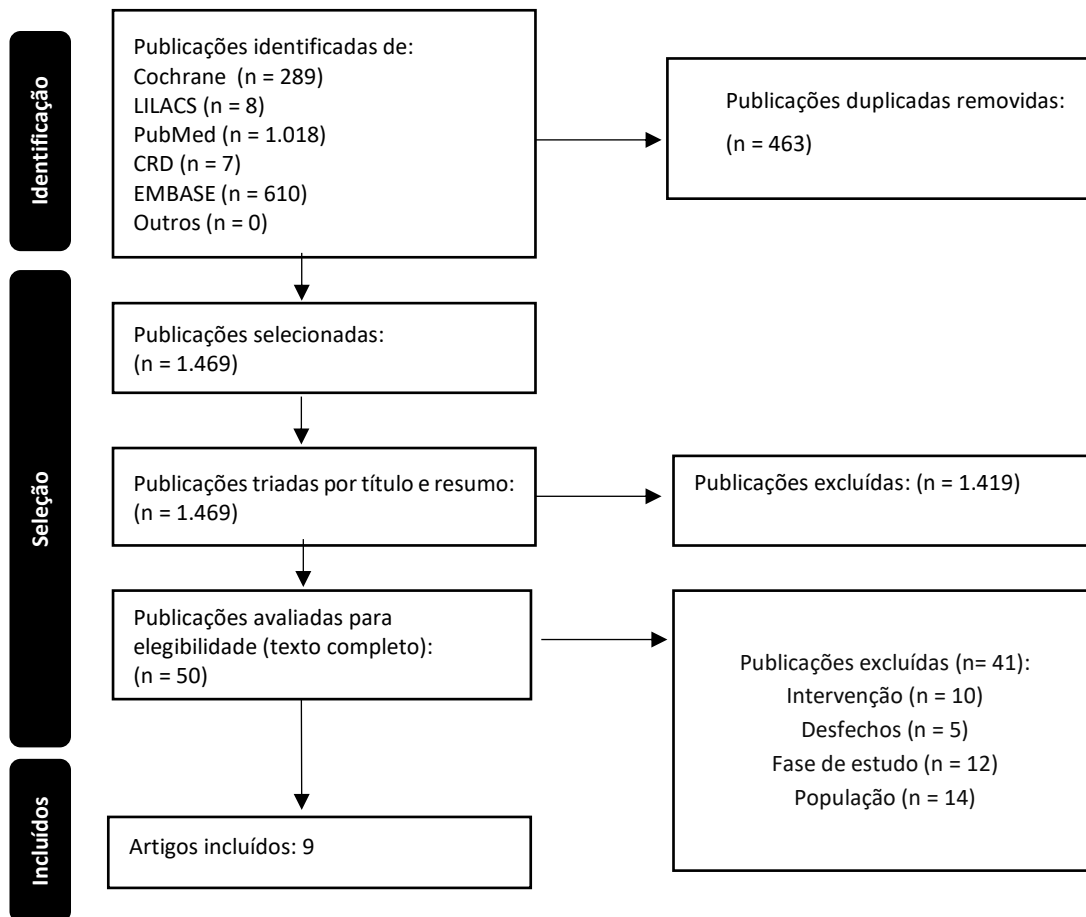 Identificação
Publicações identificadas de:
Cochrane (n = 289)
LILACS (n = 8)
PubMed (n = 1.018)
CRD (n = 7)
EMBASE (n = 610)
Outros (n = 0)
Publicações duplicadas removidas:
(n = 463)
Seleção
Publicações selecionadas:
(n = 1.469)
Publicações triadas por título e resumo:
(n = 1.469)
Publicações excluídas: (n = 1.419)
Publicações avaliadas para
elegibilidade (texto completo):
(n = 50)
Publicações excluídas (n= 41):
Intervenção (n = 10)
Desfechos (n = 5)
Fase de estudo (n = 12)
População (n = 14)
Incluídos
Artigos incluídos: 9